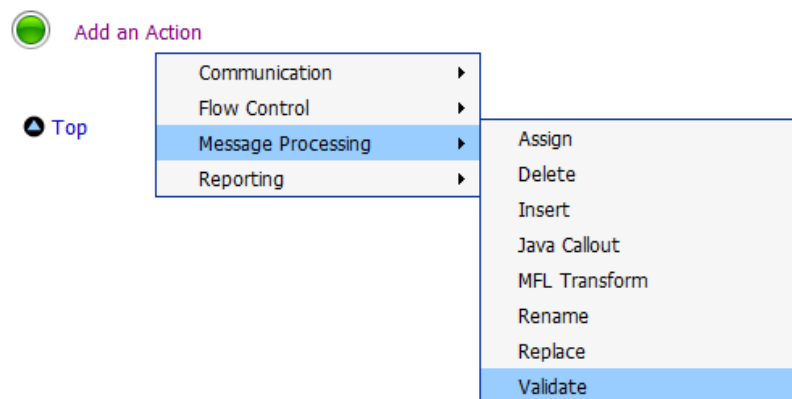 Add an Action
Communication
Flow Control
Top
Message Processing
Reporting
Assign
Delete
Insert
Java Callout
MFL Transform
Rename
Replace
Validate